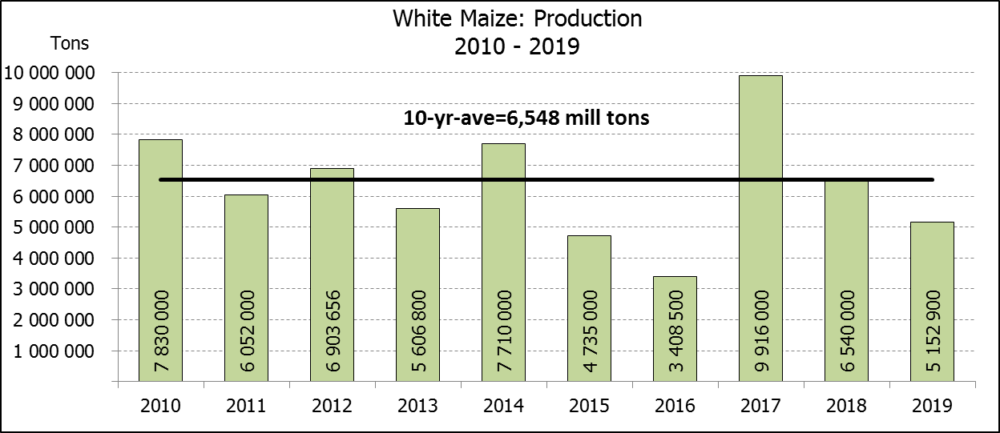 White Maize: Production
2010 - 2019
Tons
10 000 000
9 000 000
8 000 000
7 000 000
6 000 000
5 000 000
4 000 000
3 000 000
2 000 000
1 000 000
10-yr-ave=6,548 mill tons
7 830 000
6 052 000
6 903 656
5 606 800
7 710 000
4 735 000
3 408 500
9 916 000
6 540 000
5 152 900
2010 2011 2012 2013 2014 2015 2016 2017 2018 2019